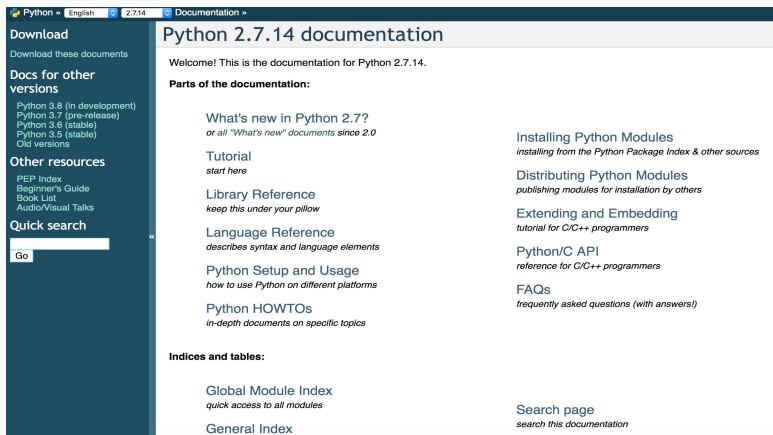 Python » English 2.7.14 Documentation »
Download
Download these documents
Docs for other
versions
Python 3.8 (in development)
Python 3.7 (pre-release)
Python 3.6 (stable)
Python 3.5 (stable)
Old versions
Other resources
PEP Index
Beginner's Guide
Book List
Audio/Visual Talks
Quick search
Go
«
Python 2.7.14 documentation
Welcome! This is the documentation for Python 2.7.14.
Parts of the documentation:
What's new in Python 2.7?
or all "What's new" documents since 2.0
Tutorial
start here
Library Reference
keep this under your pillow
Language Reference
describes syntax and language elements
Python Setup and Usage
how to use Python on different platforms
Python HOWTOs
in-depth documents on specific topics
Installing Python Modules
installing from the Python Package Index & other sources
Distributing Python Modules
publishing modules for installation by others
Extending and Embedding
tutorial for C/C++ programmers
Python/C API
reference for C/C++ programmers
FAQs
frequently asked questions (with answers!)
Indices and tables:
Global Module Index
quick access to all modules
General Index
Search page
search this documentation